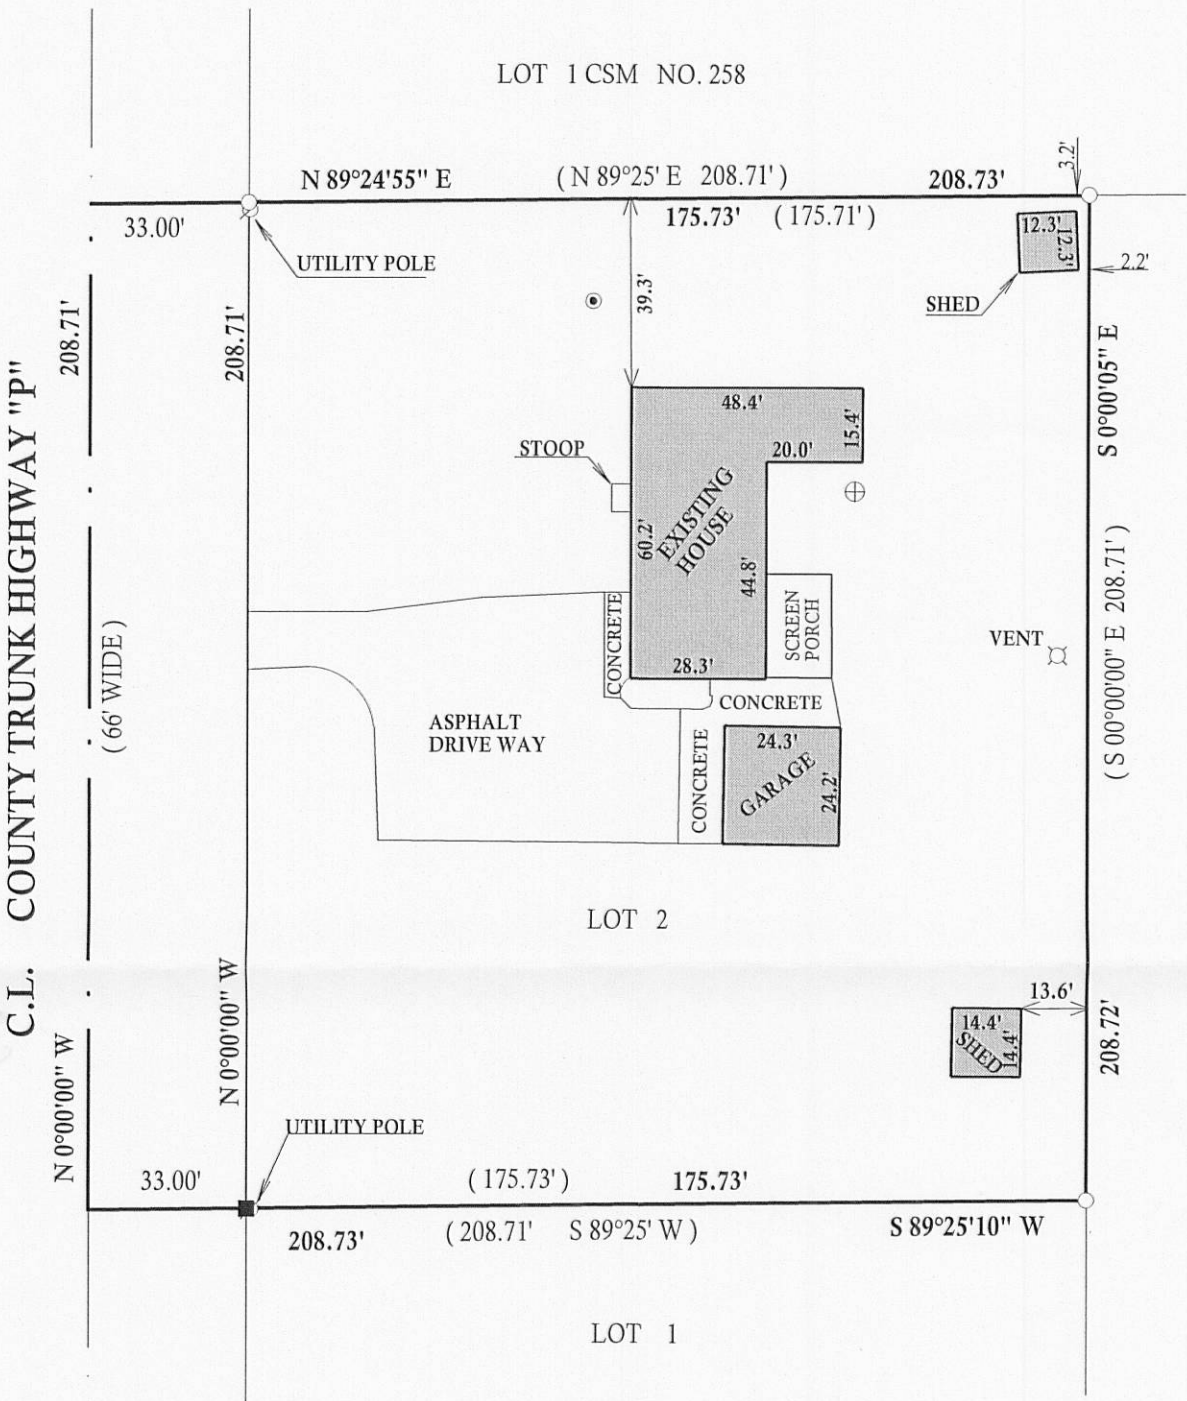 LOT 1 CSM NO. 258
N 89°24'55" E
( N 89°25' E 208.71' )
208.73'
3.2'
33.00'
175.73' ( 175.71' )
12.3'
12.3'
UTILITY POLE
2.2'
SHED
39.3'
208.71'
208.71'
S 0°00'05" E
48.4'
15.4'
20.0'
STOOP
EXISTING
HOUSE
60.2'
44.8'
28.3'
C.L. COUNTY TRUNK HIGHWAY "P"
( 66' WIDE )
( S 00°00'00" E 208.71' )
CONCRETE
SCREEN
PORCH
VENT
CONCRETE
ASPHALT
DRIVE WAY
CONCRETE
24.3'
GARAGE
24.2'
LOT 2
13.6'
14.4'
SHED
14.4'
208.72'
N 0°00'00" W
N 0°00'00" W
UTILITY POLE
33.00'
( 175.73' )
175.73'
208.73'
( 208.71' S 89°25' W )
S 89°25'10" W
LOT 1